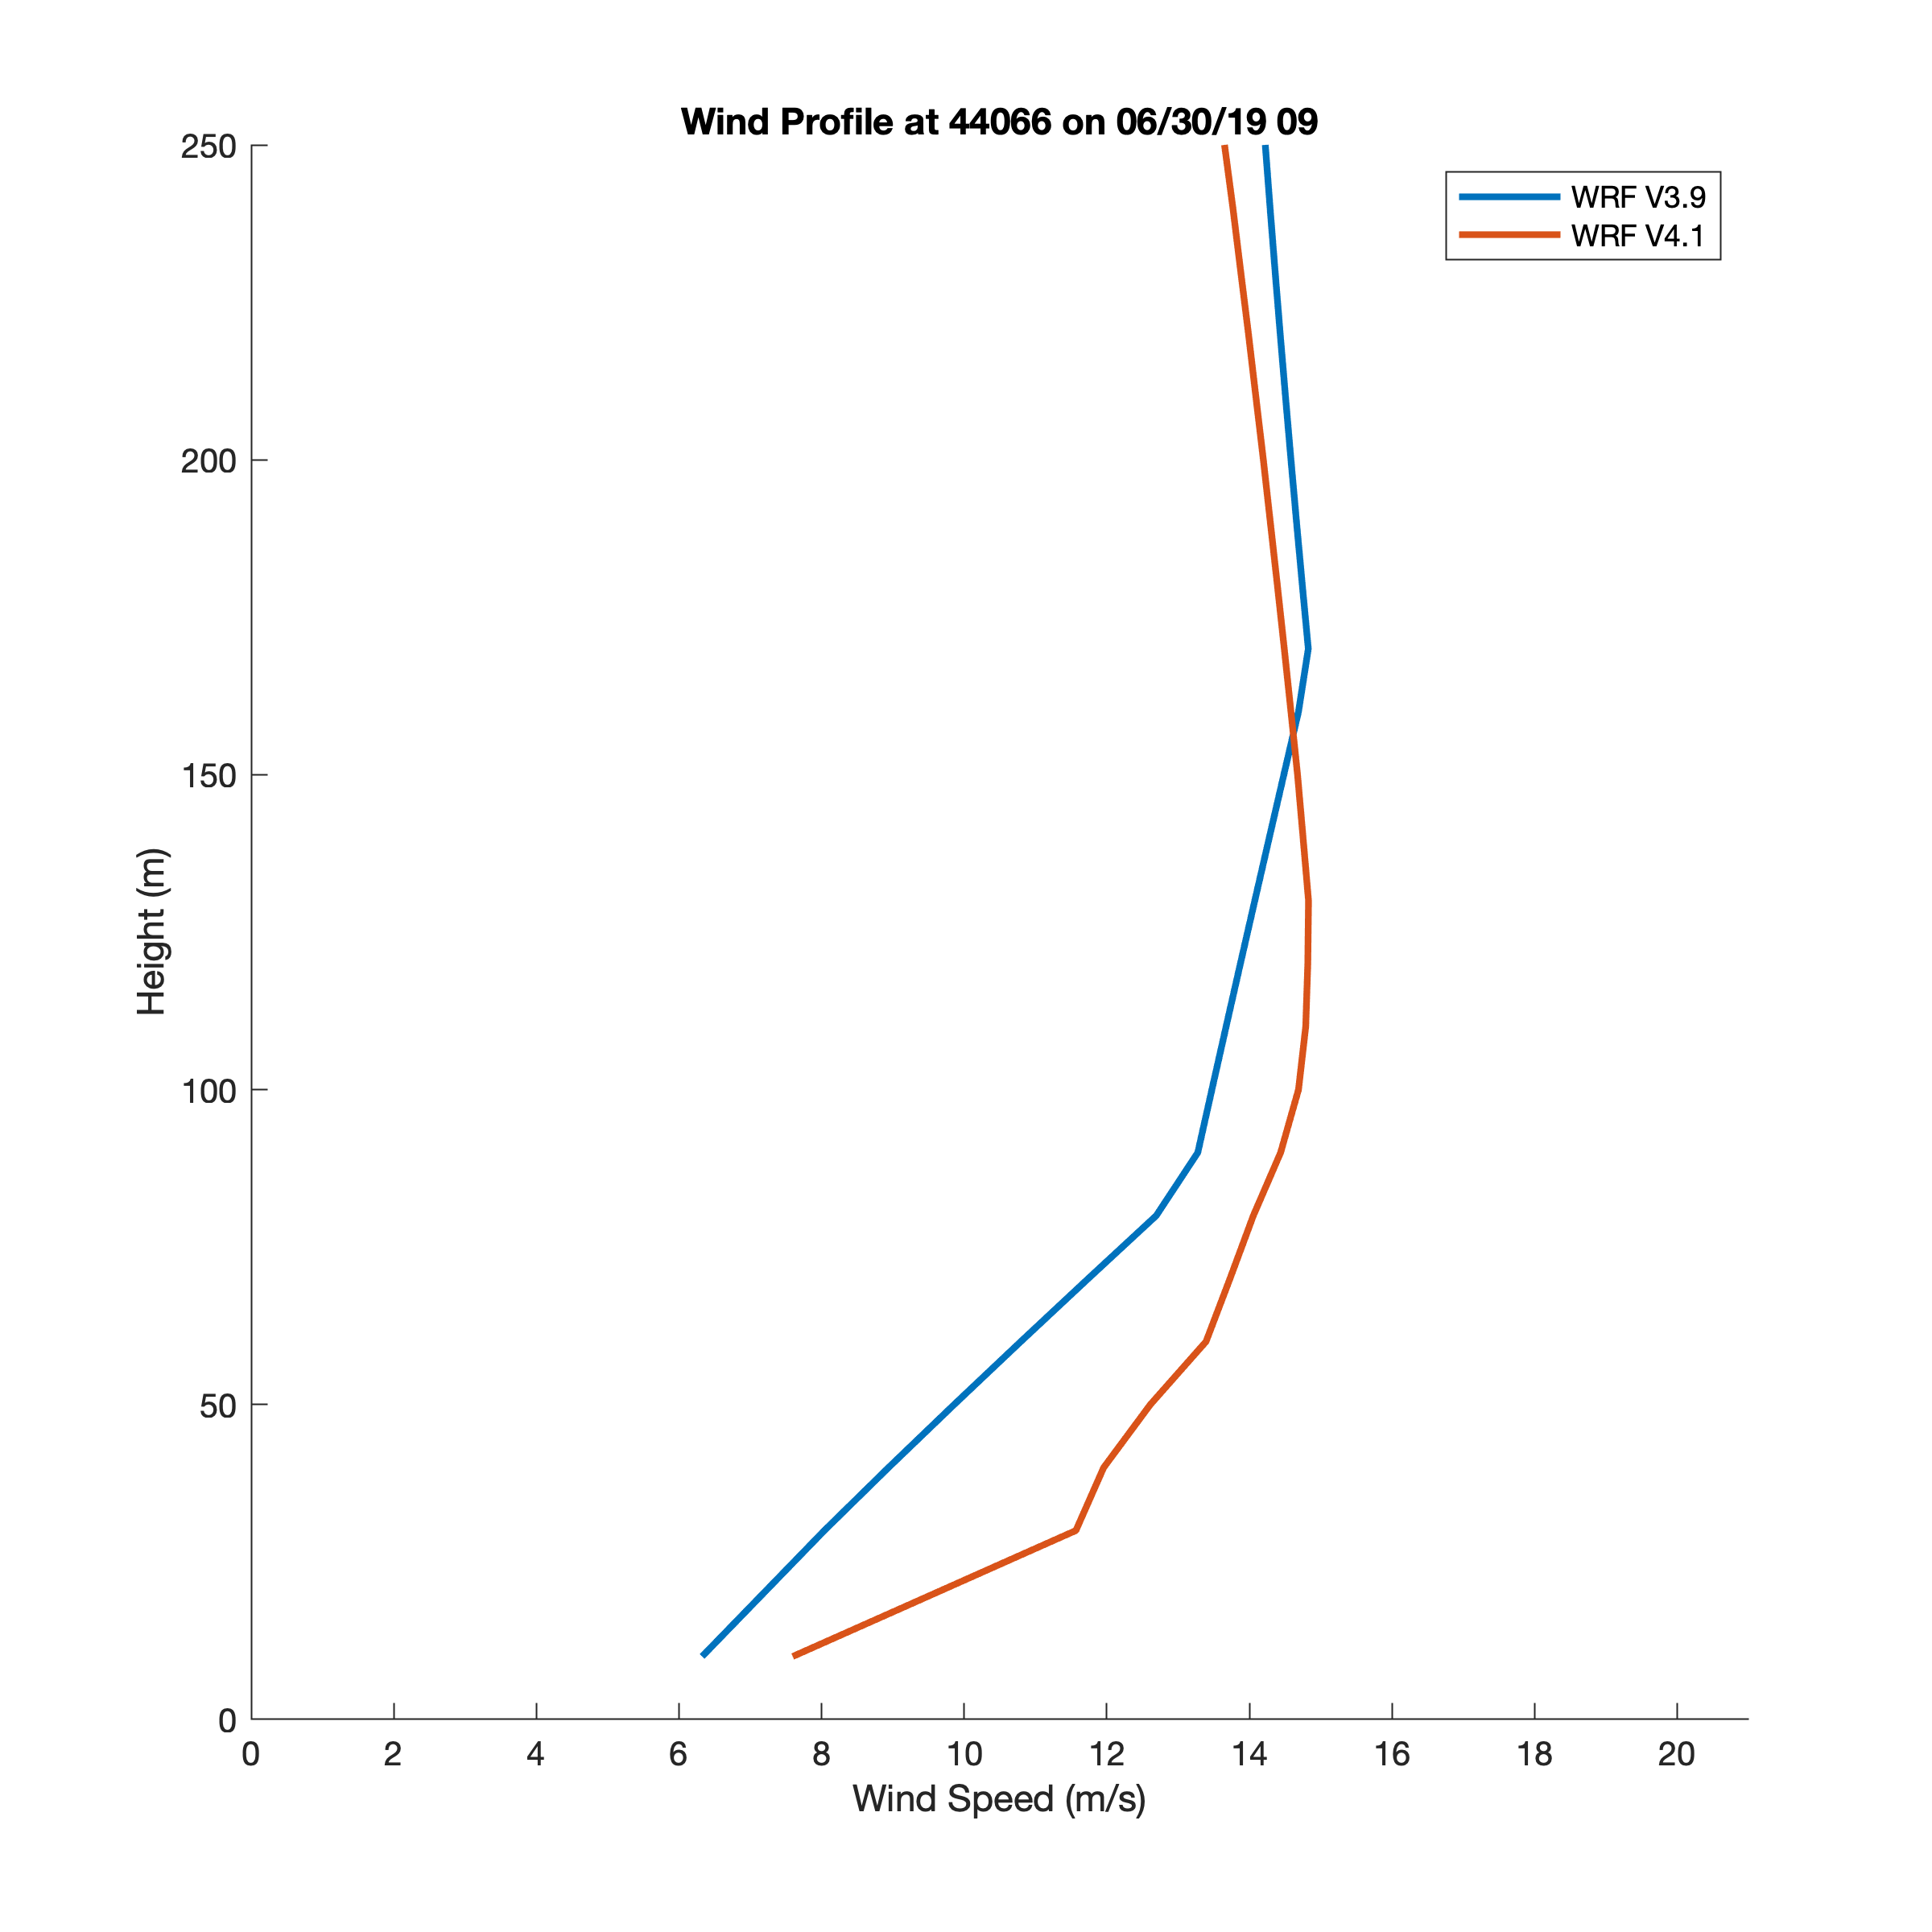 Wind Profile at 44066 on 06/30/19 09
WRF V3.9
WRF V4.1
250
200
150
100
50
0
Height (m)
0 2 4 6 8 10 12 14 16 18 20
Wind Speed (m/s)